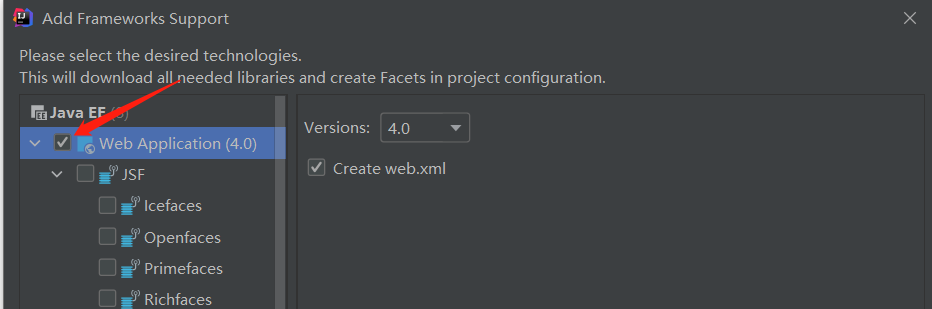 Add Frameworks Support
Please select the desired technologies.
This will download all needed libraries and create Facets in project configuration.
Java EE
Web Application (4.0)
Versions: 4.0
Create web.xml
JSF
Icefaces
Openfaces
Primefaces
Richfaces